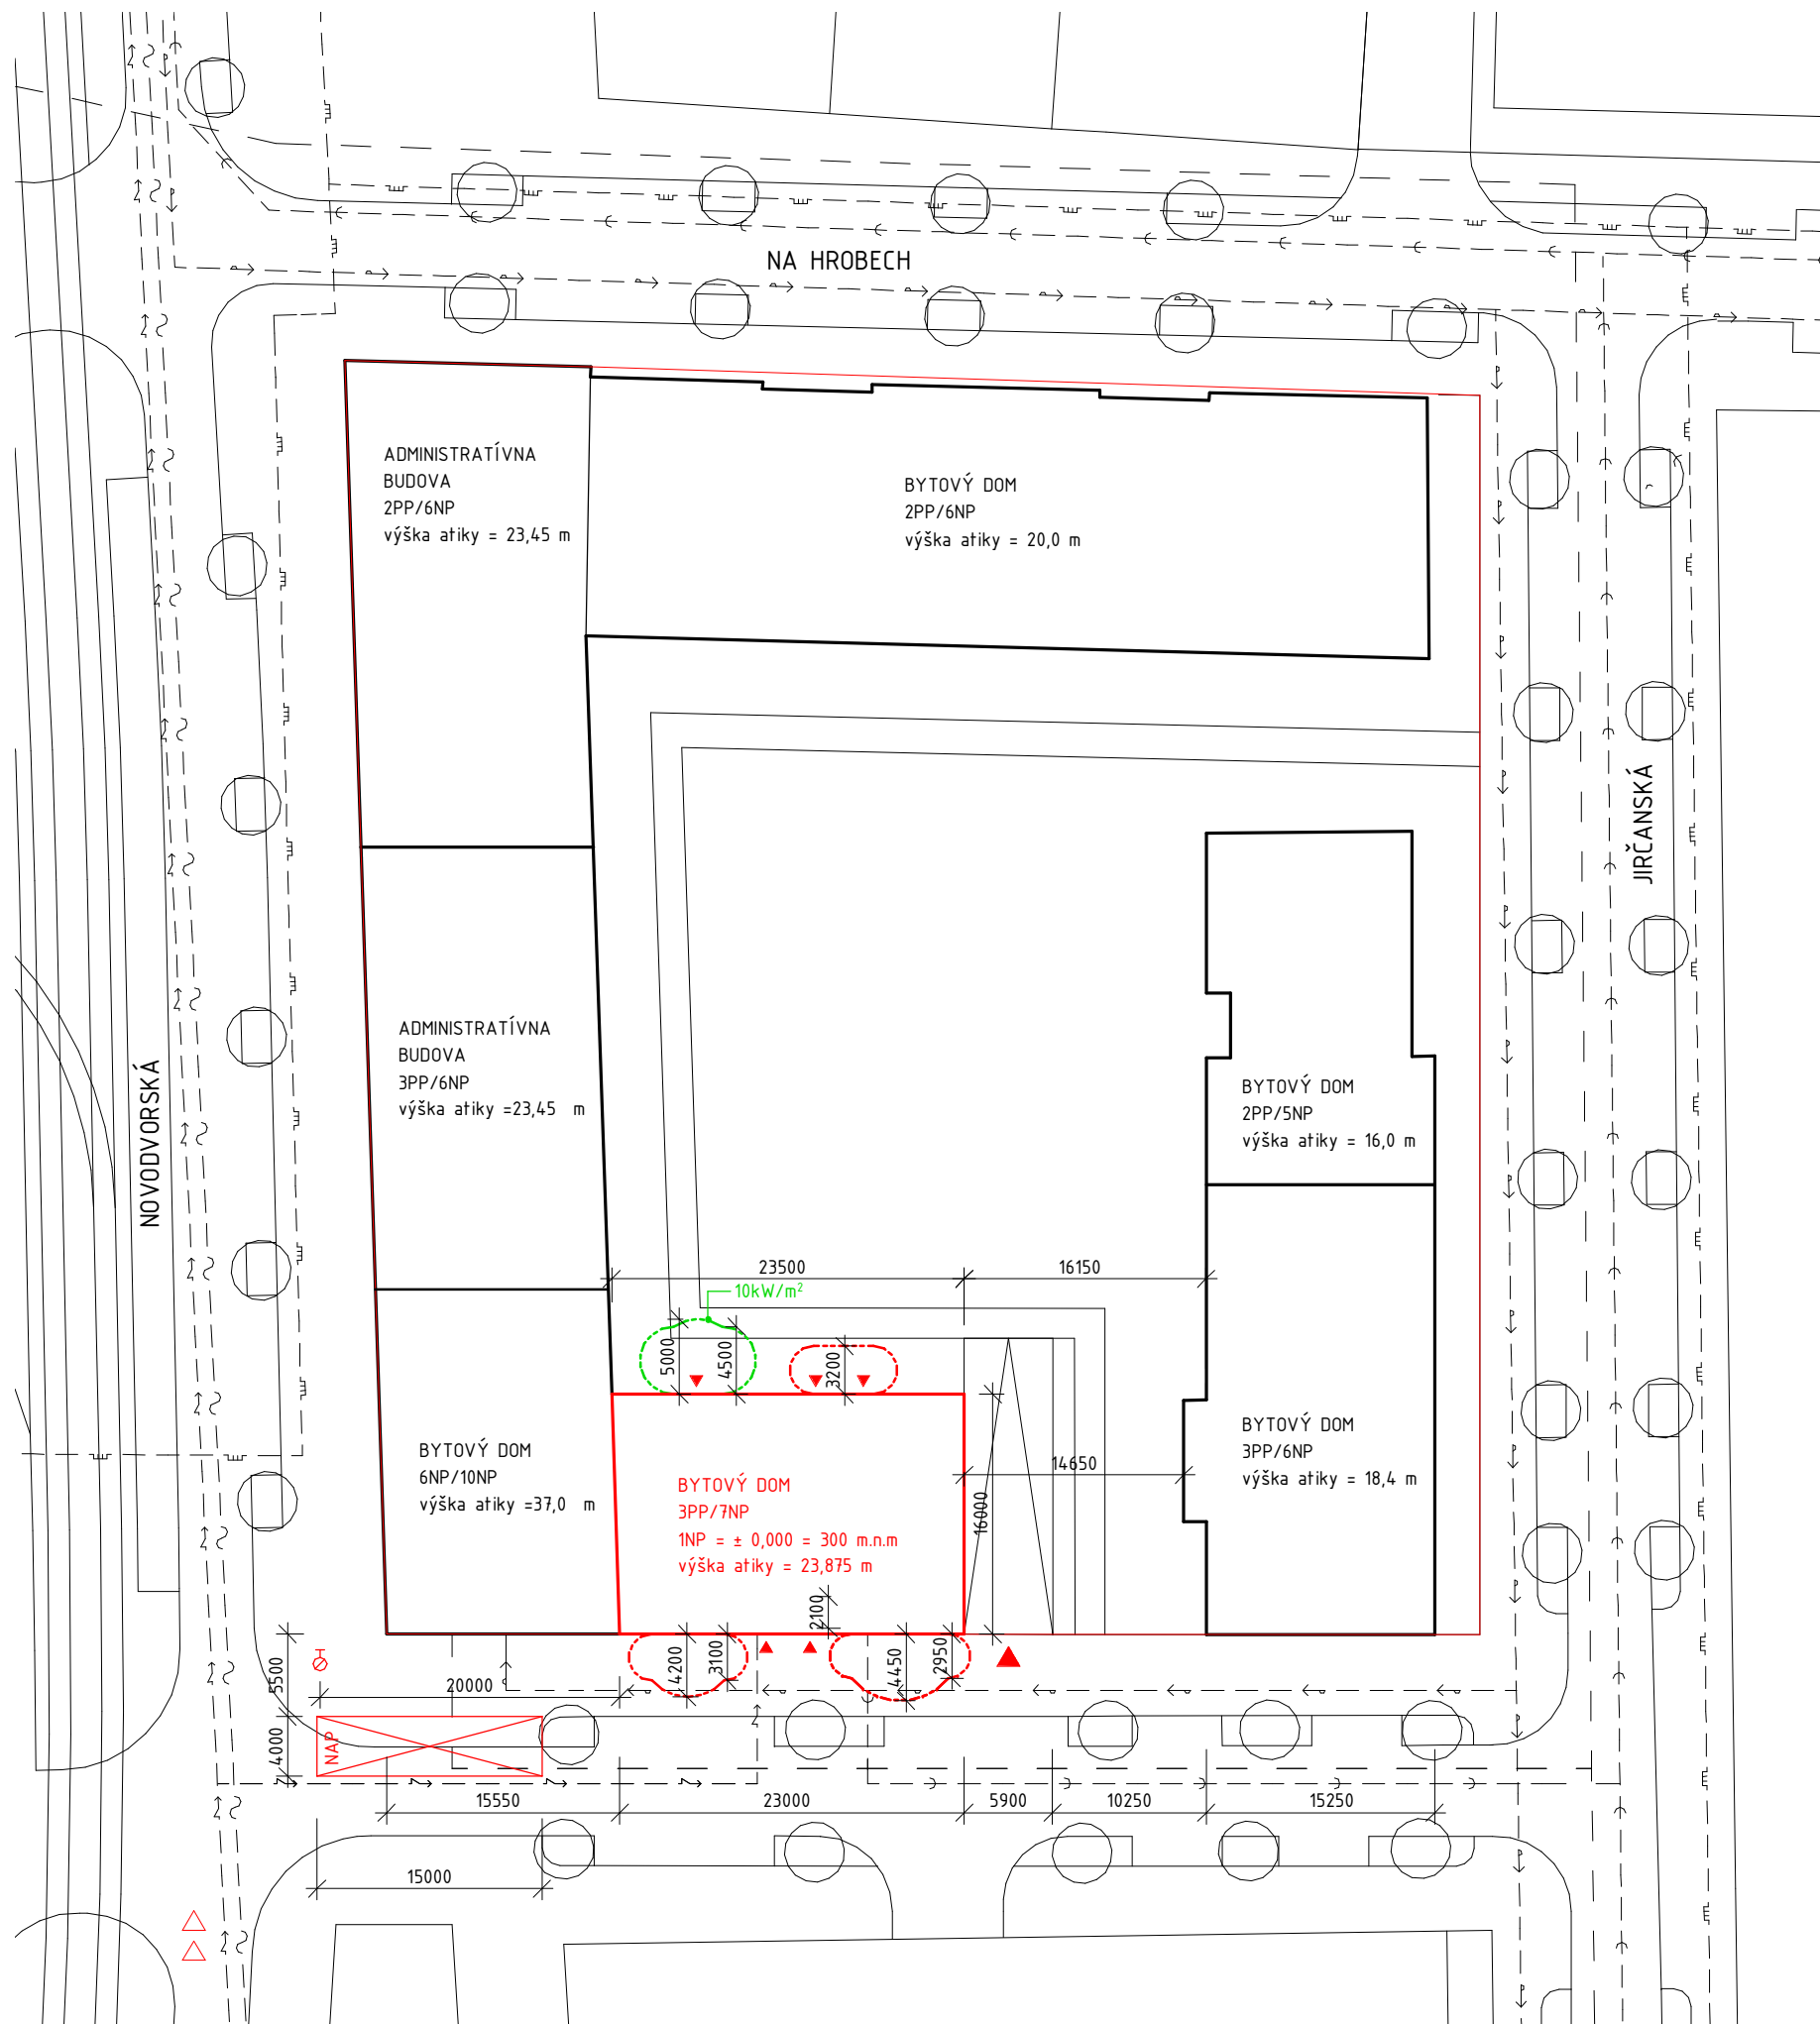 NA HROBECH
ADMINISTRATÍVNA
BUDOVA
2PP/6NP
výška atiky = 23,45 m
BYTOVÝ DOM
2PP/6NP
výška atiky = 20,0 m
JIRČANSKÁ
NOVODVORSKÁ
ADMINISTRATÍVNA
BUDOVA
3PP/6NP
výška atiky =23,45 m
BYTOVÝ DOM
2PP/5NP
výška atiky = 16,0 m
23500
16150
10kW/m²
5000
4500
3200
BYTOVÝ DOM
6NP/10NP
výška atiky =37,0 m
BYTOVÝ DOM
3PP/7NP
1NP = ± 0,000 = 300 m.n.m
výška atiky = 23,875 m
14650
16000
BYTOVÝ DOM
3PP/6NP
výška atiky = 18,4 m
2100
4200
3100
4450
2950
H
5500
20000
4000
NAP
15550
23000
5900
10250
15250
15000